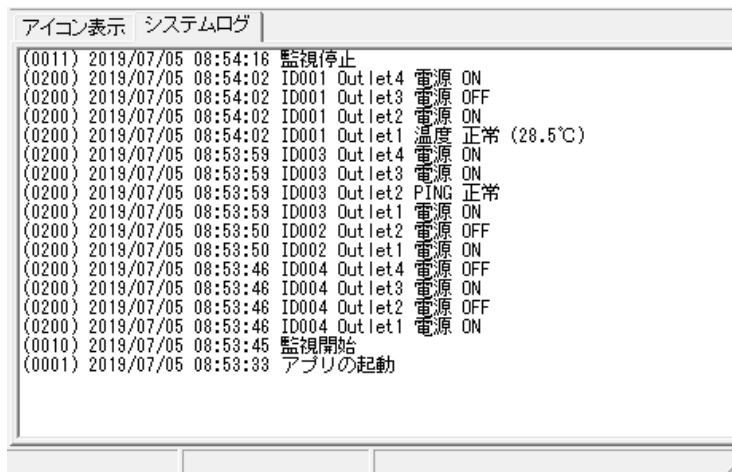 アイコン表示 システムログ
(0011) 2019/07/05 08:54:16 監視停止
(0200) 2019/07/05 08:54:02 ID001 Outlet4 電源 ON
(0200) 2019/07/05 08:54:02 ID001 Outlet3 電源 OFF
(0200) 2019/07/05 08:54:02 ID001 Outlet2 電源 ON
(0200) 2019/07/05 08:54:02 ID001 Outlet1 温度 正常 (28.5℃)
(0200) 2019/07/05 08:53:59 ID003 Outlet4 電源 ON
(0200) 2019/07/05 08:53:59 ID003 Outlet3 電源 ON
(0200) 2019/07/05 08:53:59 ID003 Outlet2 PING 正常
(0200) 2019/07/05 08:53:59 ID003 Outlet1 電源 ON
(0200) 2019/07/05 08:53:50 ID002 Outlet2 電源 OFF
(0200) 2019/07/05 08:53:50 ID002 Outlet1 電源 ON
(0200) 2019/07/05 08:53:46 ID004 Outlet4 電源 OFF
(0200) 2019/07/05 08:53:46 ID004 Outlet3 電源 ON
(0200) 2019/07/05 08:53:46 ID004 Outlet2 電源 OFF
(0200) 2019/07/05 08:53:46 ID004 Outlet1 電源 ON
(0010) 2019/07/05 08:53:45 監視開始
(0001) 2019/07/05 08:53:33 アプリの起動